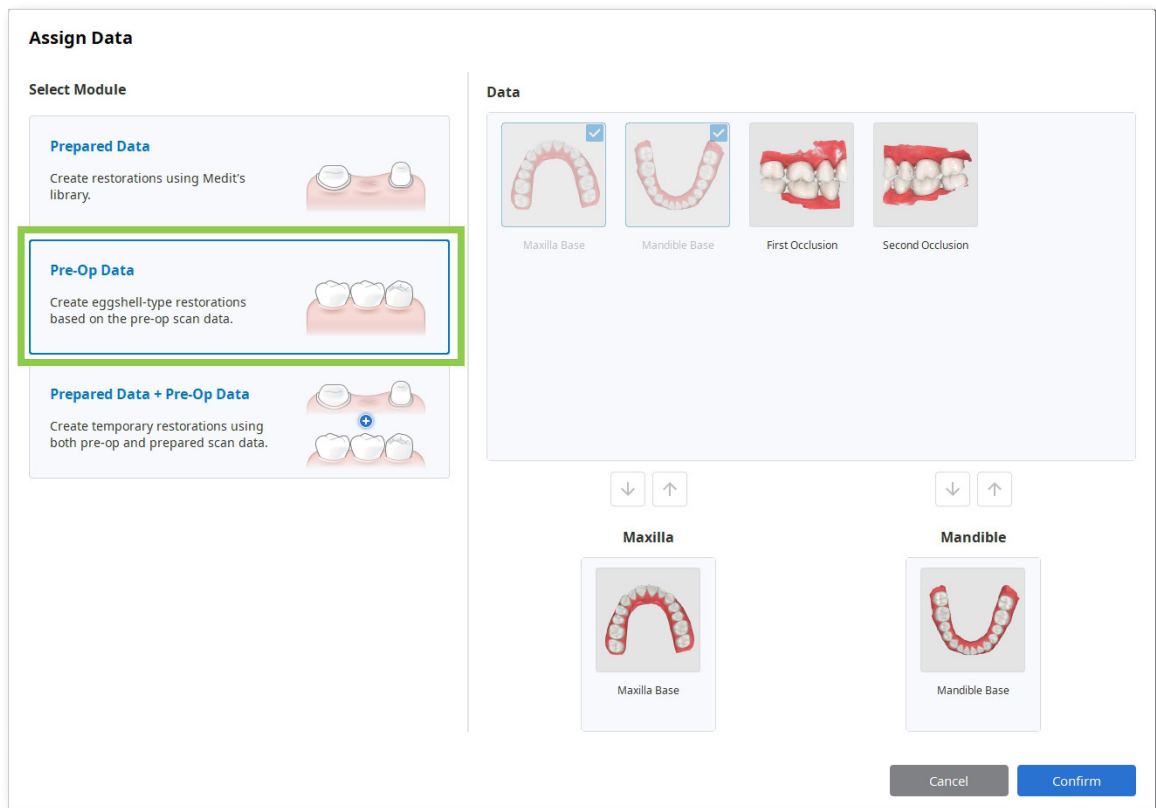 Assign Data
Select Module
Prepared Data
Create restorations using Medit's
library.
Pre-Op Data
Create eggshell-type restorations
based on the pre-op scan data.
Prepared Data + Pre-Op Data
Create temporary restorations using
both pre-op and prepared scan data.
Data
Maxilla Base
Mandible Base
First Occlusion
Second Occlusion
Maxilla
Mandible
Maxilla Base
Mandible Base
Cancel
Confirm